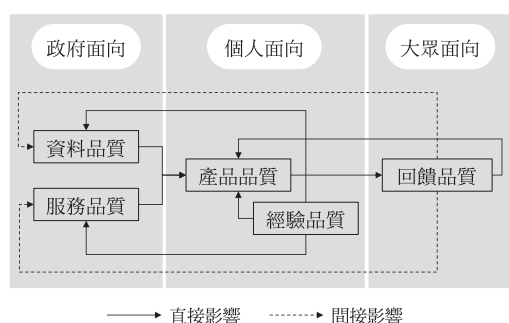 政府面向
個人面向
大眾面向
資料品質
產品品質
回饋品質
服務品質
經驗品質
直接影響
間接影響